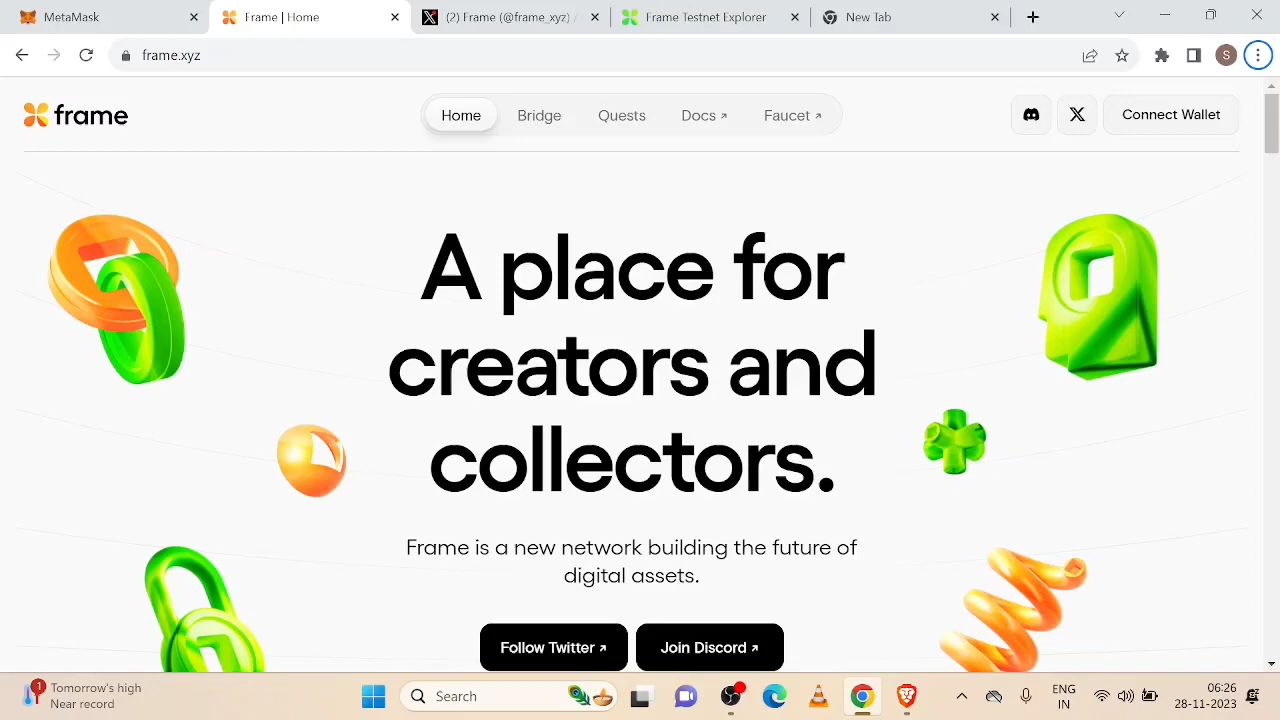 MetaMask
Frame | Home
(2) Frame (@frame_xyz) /
Frame Testnet Explorer
New Tab
frame.xyz
S
frame
Home
Bridge
Quests
Docs ↗
Faucet ↗
Connect Wallet
A place for
creators and
collectors.
Frame is a new network building the future of
digital assets.
Follow Twitter ↗
Join Discord ↗
1
Tomorrow's high
Near record
Search
ENG
IN
06:26
28-11-2023